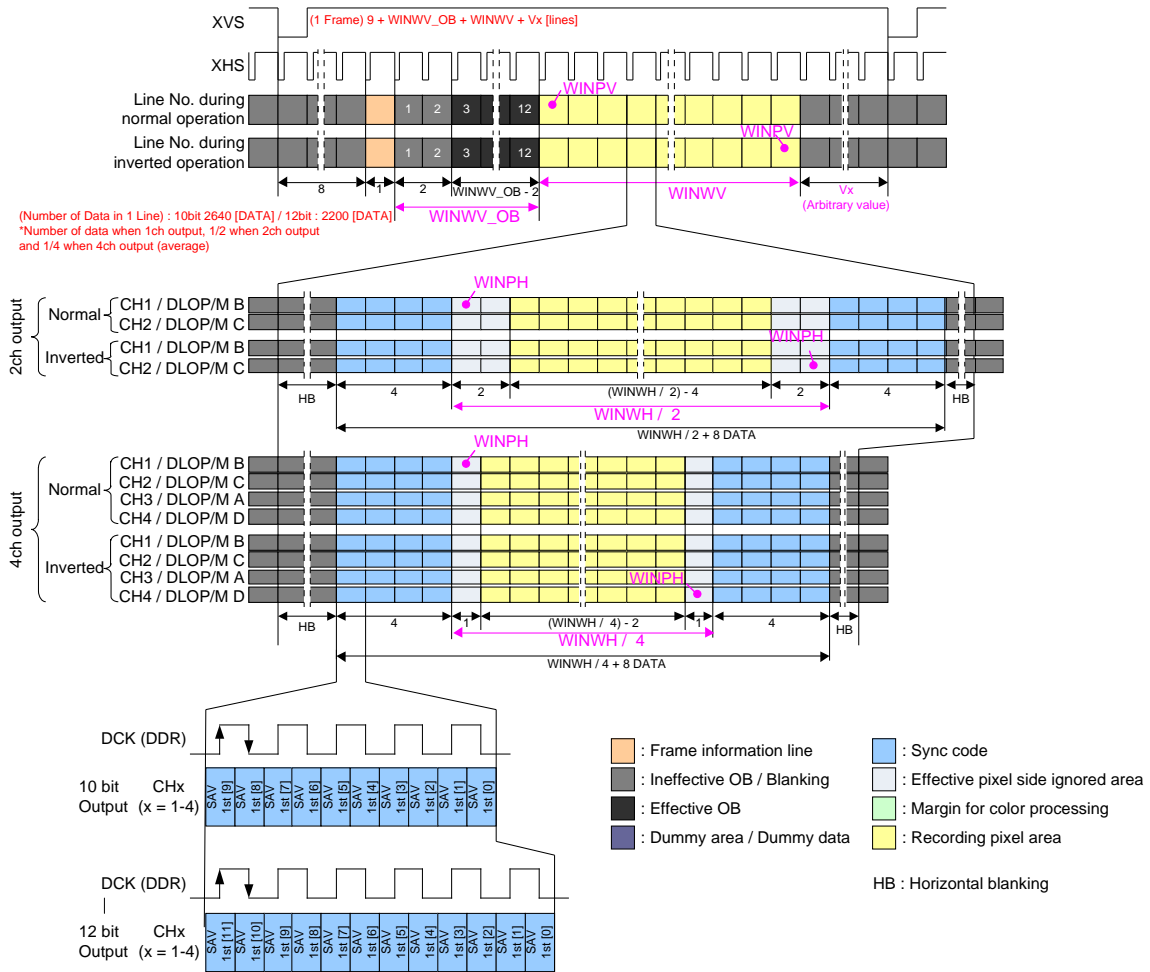 XVS
(1 Frame) 9 + WINWV_OB + WINWV + Vx [lines]
XHS
Line No. during
normal operation
1 2 3 12
WINPV
Line No. during
inverted operation
1 2 3 12
WINPV
8 1 2 WINWV_OB - 2 WINWV Vx
(Arbitrary value)
WINWV_OB
(Number of Data in 1 Line) : 10bit 2640 [DATA] / 12bit : 2200 [DATA]
*Number of data when 1ch output, 1/2 when 2ch output
and 1/4 when 4ch output (average)
2ch output
Normal
CH1 / DLOP/M B
CH2 / DLOP/M C
WINPH
Inverted
CH1 / DLOP/M B
CH2 / DLOP/M C
WINPH
HB 4 2 (WINWH / 2) - 4 2 4 HB
WINWH / 2
WINWH / 2 + 8 DATA
4ch output
Normal
CH1 / DLOP/M B
CH2 / DLOP/M C
CH3 / DLOP/M A
CH4 / DLOP/M D
WINPH
Inverted
CH1 / DLOP/M B
CH2 / DLOP/M C
CH3 / DLOP/M A
CH4 / DLOP/M D
WINPH
HB 4 1 (WINWH / 4) - 2 1 4 HB
WINWH / 4
WINWH / 4 + 8 DATA
DCK (DDR)
10 bit CHx
Output (x = 1-4)
SAV 1st [9]
SAV 1st [8]
SAV 1st [7]
SAV 1st [6]
SAV 1st [5]
SAV 1st [4]
SAV 1st [3]
SAV 1st [2]
SAV 1st [1]
SAV 1st [0]
DCK (DDR)
12 bit CHx
Output (x = 1-4)
SAV 1st [11]
SAV 1st [10]
SAV 1st [9]
SAV 1st [8]
SAV 1st [7]
SAV 1st [6]
SAV 1st [5]
SAV 1st [4]
SAV 1st [3]
SAV 1st [2]
SAV 1st [1]
SAV 1st [0]
: Frame information line
: Ineffective OB / Blanking
: Effective OB
: Dummy area / Dummy data
: Sync code
: Effective pixel side ignored area
: Margin for color processing
: Recording pixel area
HB : Horizontal blanking